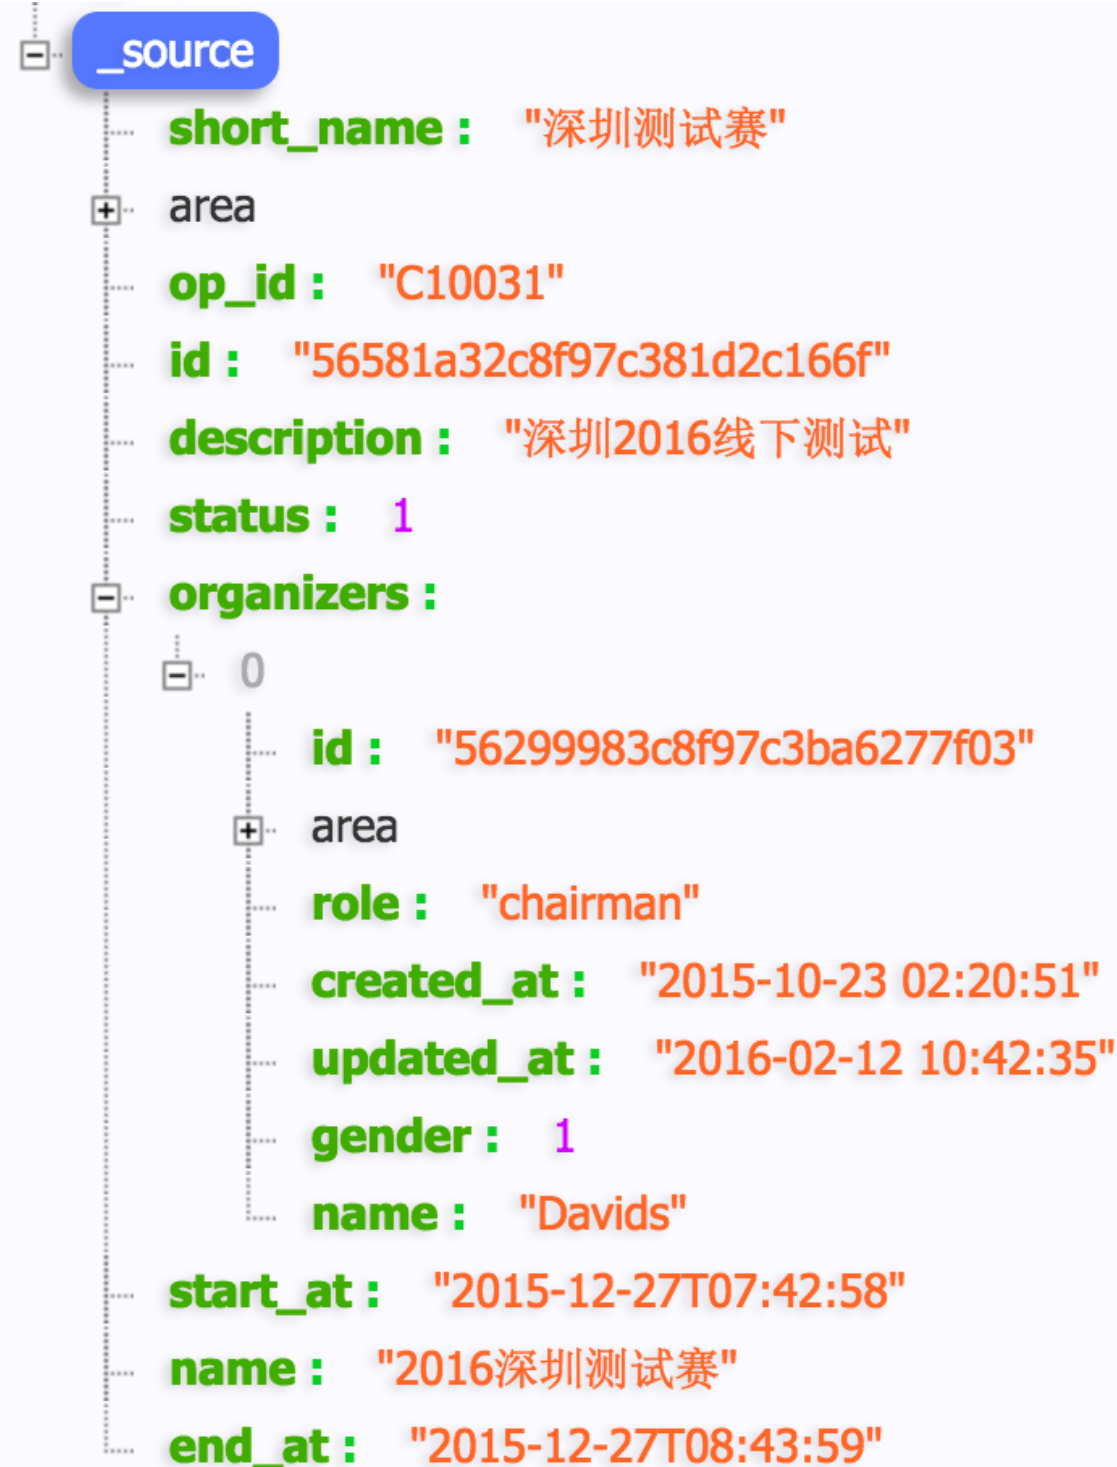 _source
short_name : "深圳测试赛"
area
op_id : "C10031"
id : "56581a32c8f97c381d2c166f"
description : "深圳2016线下测试"
status : 1
organizers :
0
id : "56299983c8f97c3ba6277f03"
area
role : "chairman"
created_at : "2015-10-23 02:20:51"
updated_at : "2016-02-12 10:42:35"
gender : 1
name : "Davids"
start_at : "2015-12-27T07:42:58"
name : "2016深圳测试赛"
end_at : "2015-12-27T08:43:59"